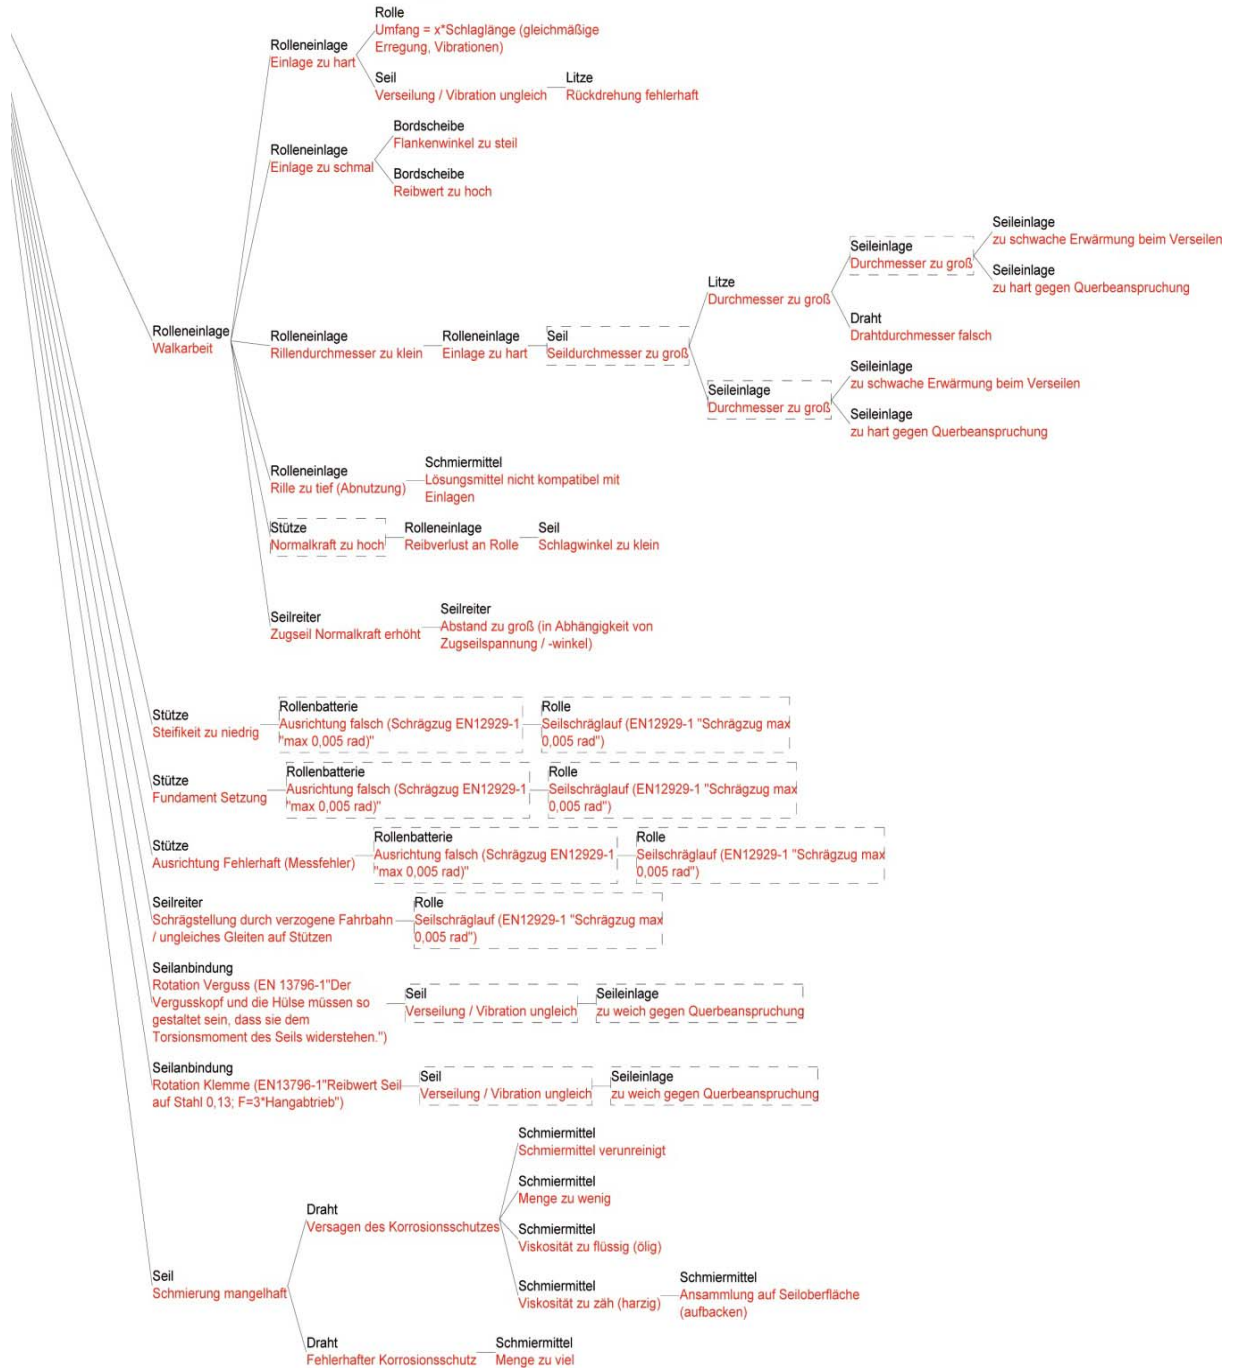 Rolle
Umfang = x*Schlaglänge (gleichmäßige
Erregung, Vibrationen)
Rolleneinlage
Einlage zu hart
Seil
Verseilung / Vibration ungleich
Litze
Rückdrehung fehlerhaft
Bordscheibe
Flankenwinkel zu steil
Rolleneinlage
Einlage zu schmal
Bordscheibe
Reibwert zu hoch
Seileinlage
zu schwache Erwärmung beim Verseilen
Seileinlage
Durchmesser zu groß
Seileinlage
zu hart gegen Querbeanspruchung
Litze
Durchmesser zu groß
Draht
Drahtdurchmesser falsch
Rolleneinlage
Walkarbeit
Rolleneinlage
Rillendurchmesser zu klein
Rolleneinlage
Einlage zu hart
Seil
Seildurchmesser zu groß
Seileinlage
zu schwache Erwärmung beim Verseilen
Seileinlage
Durchmesser zu groß
Seileinlage
zu hart gegen Querbeanspruchung
Rolleneinlage
Rille zu tief (Abnutzung)
Schmiermittel
Lösungsmittel nicht kompatibel mit
Einlagen
Stütze
Normalkraft zu hoch
Rolleneinlage
Reibverlust an Rolle
Seil
Schlagwinkel zu klein
Seilreiter
Zugseil Normalkraft erhöht
Seilreiter
Abstand zu groß (in Abhängigkeit von
Zugseilspannung / -winkel)
Stütze
Steifikeit zu niedrig
Rollenbatterie
Ausrichtung falsch (Schrägzug EN12929-1
"max 0,005 rad)"
Rolle
Seilschräglauf (EN12929-1 "Schrägzug max
0,005 rad")
Stütze
Fundament Setzung
Rollenbatterie
Ausrichtung falsch (Schrägzug EN12929-1
"max 0,005 rad)"
Rolle
Seilschräglauf (EN12929-1 "Schrägzug max
0,005 rad")
Stütze
Ausrichtung Fehlerhaft (Messfehler)
Rollenbatterie
Ausrichtung falsch (Schrägzug EN12929-1
"max 0,005 rad)"
Rolle
Seilschräglauf (EN12929-1 "Schrägzug max
0,005 rad")
Seilreiter
Schrägstellung durch verzogene Fahrbahn
/ ungleiches Gleiten auf Stützen
Rolle
Seilschräglauf (EN12929-1 "Schrägzug max
0,005 rad")
Seilanbindung
Rotation Verguss (EN 13796-1"Der
Vergusskopf und die Hülse müssen so
gestaltet sein, dass sie dem
Torsionsmoment des Seils widerstehen.")
Seil
Verseilung / Vibration ungleich
Seileinlage
zu weich gegen Querbeanspruchung
Seilanbindung
Rotation Klemme (EN13796-1"Reibwert Seil
auf Stahl 0,13; F=3*Hangabtrieb")
Seil
Verseilung / Vibration ungleich
Seileinlage
zu weich gegen Querbeanspruchung
Schmiermittel
Schmiermittel verunreinigt
Schmiermittel
Menge zu wenig
Draht
Versagen des Korrosionsschutzes
Schmiermittel
Viskosität zu flüssig (ölig)
Seil
Schmierung mangelhaft
Schmiermittel
Viskosität zu zäh (harzig)
Schmiermittel
Ansammlung auf Seiloberfläche
(aufbacken)
Draht
Fehlerhafter Korrosionsschutz
Schmiermittel
Menge zu viel